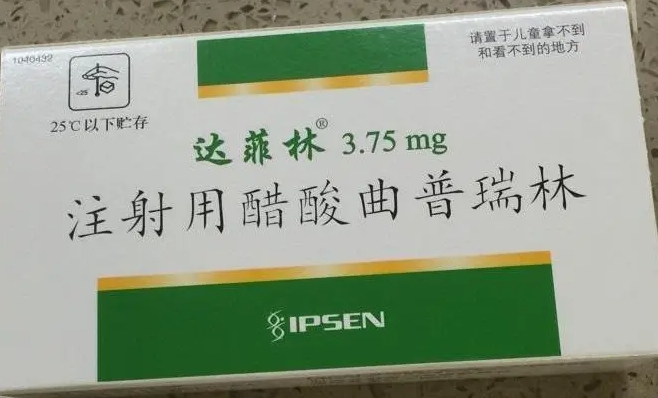 1040432
<25
25℃以下贮存
请置于儿童拿不到
和看不到的地方
达菲林® 3.75 mg
注射用醋酸曲普瑞林
IPSEN